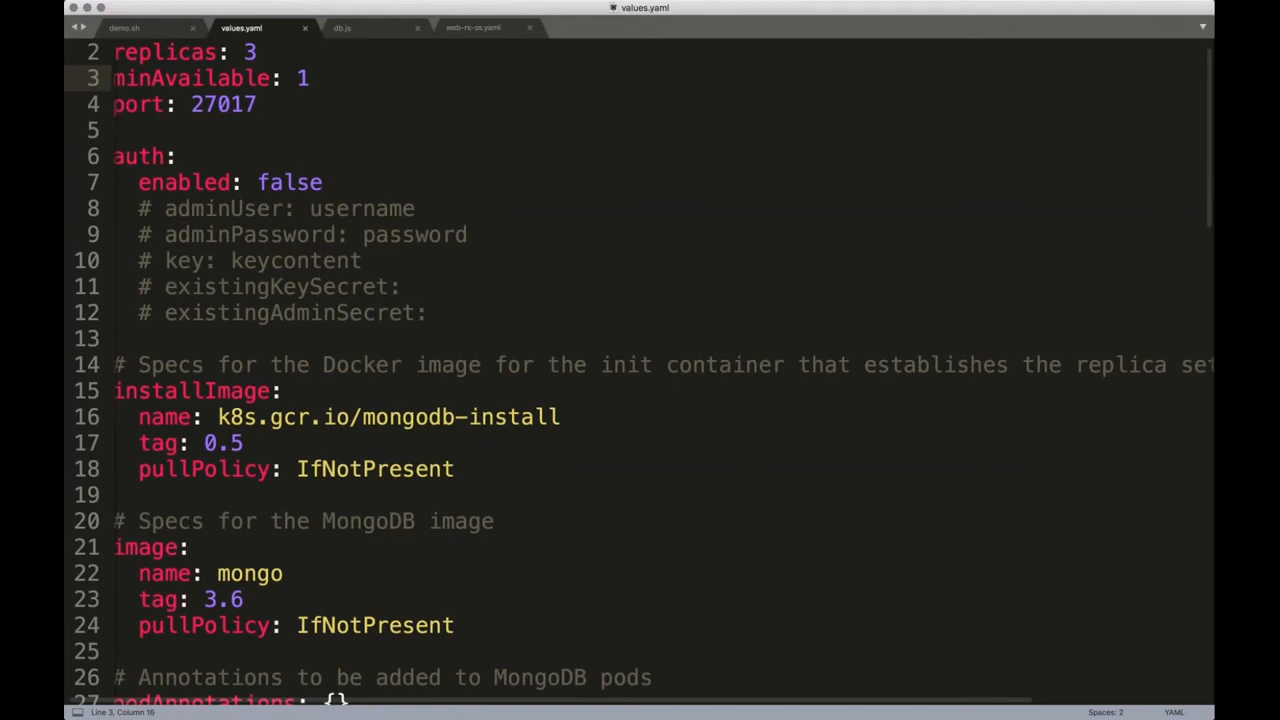 values.yaml
demo.sh
values.yaml
db.js
web-rs-ss.yaml
2 replicas: 3
3 minAvailable: 1
4 port: 27017
5
6 auth:
7 enabled: false
8 # adminUser: username
9 # adminPassword: password
10 # key: keycontent
11 # existingKeySecret:
12 # existingAdminSecret:
13
14 # Specs for the Docker image for the init container that establishes the replica set
15 installImage:
16 name: k8s.gcr.io/mongodb-install
17 tag: 0.5
18 pullPolicy: IfNotPresent
19
20 # Specs for the MongoDB image
21 image:
22 name: mongo
23 tag: 3.6
24 pullPolicy: IfNotPresent
25
26 # Annotations to be added to MongoDB pods
27 podAnnotations: {}
Line 3, Column 16
Spaces: 2
YAML